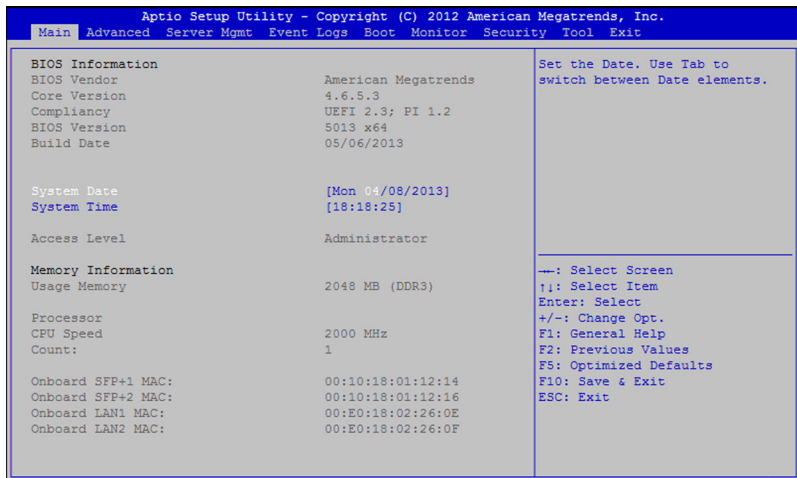 Aptio Setup Utility - Copyright (C) 2012 American Megatrends, Inc.
Main Advanced Server Mgmt Event Logs Boot Monitor Security Tool Exit
BIOS Information
BIOS Vendor American Megatrends
Core Version 4.6.5.3
Compliancy UEFI 2.3; PI 1.2
BIOS Version 5013 x64
Build Date 05/06/2013
System Date [Mon 04/08/2013]
System Time [18:18:25]
Access Level Administrator
Memory Information
Usage Memory 2048 MB (DDR3)
Processor
CPU Speed 2000 MHz
Count: 1
Onboard SFP+1 MAC: 00:10:18:01:12:14
Onboard SFP+2 MAC: 00:10:18:01:12:16
Onboard LAN1 MAC: 00:E0:18:02:26:0E
Onboard LAN2 MAC: 00:E0:18:02:26:0F
Set the Date. Use Tab to
switch between Date elements.
→←: Select Screen
↑↓: Select Item
Enter: Select
+/-: Change Opt.
F1: General Help
F2: Previous Values
F5: Optimized Defaults
F10: Save & Exit
ESC: Exit